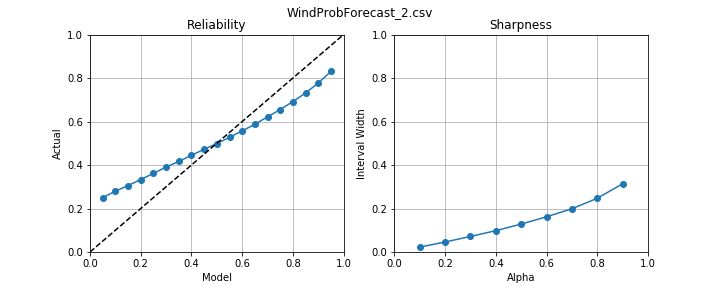 WindProbForecast_2.csv
Reliability
Sharpness
1.0
0.8
0.6
0.4
0.2
0.0
Actual
0.0 0.2 0.4 0.6 0.8 1.0
Model
1.0
0.8
0.6
0.4
0.2
0.0
Interval Width
0.0 0.2 0.4 0.6 0.8 1.0
Alpha